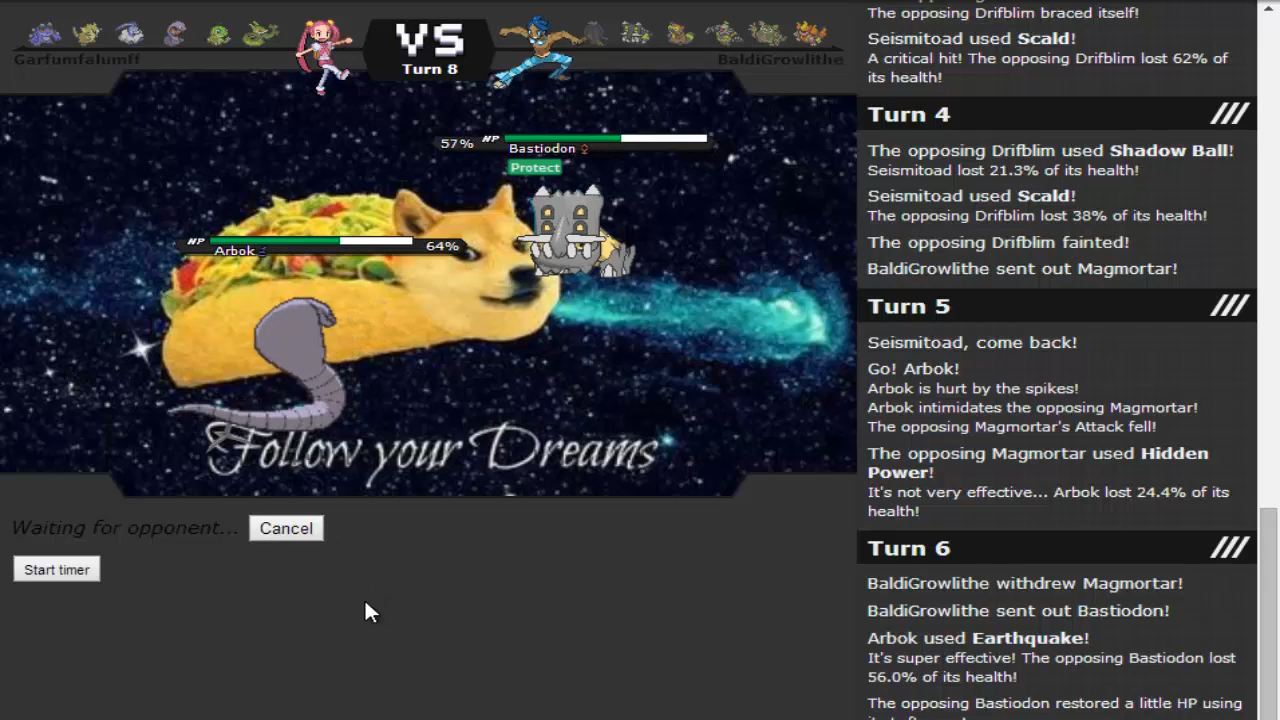 VS
Turn 8
Garfumfalumff
BaldiGrowlithe
57% HP
Bastiodon ♀
Protect
HP
64%
Arbok
Follow your Dreams
Waiting for opponent... Cancel
Start timer
The opposing Drifblim braced itself!
Seismitoad used Scald!
A critical hit! The opposing Drifblim lost 62% of
its health!
Turn 4
The opposing Drifblim used Shadow Ball!
Seismitoad lost 21.3% of its health!
Seismitoad used Scald!
The opposing Drifblim lost 38% of its health!
The opposing Drifblim fainted!
BaldiGrowlithe sent out Magmortar!
Turn 5
Seismitoad, come back!
Go! Arbok!
Arbok is hurt by the spikes!
Arbok intimidates the opposing Magmortar!
The opposing Magmortar's Attack fell!
The opposing Magmortar used Hidden
Power!
It's not very effective... Arbok lost 24.4% of its
health!
Turn 6
BaldiGrowlithe withdrew Magmortar!
BaldiGrowlithe sent out Bastiodon!
Arbok used Earthquake!
It's super effective! The opposing Bastiodon lost
56.0% of its health!
The opposing Bastiodon restored a little HP using